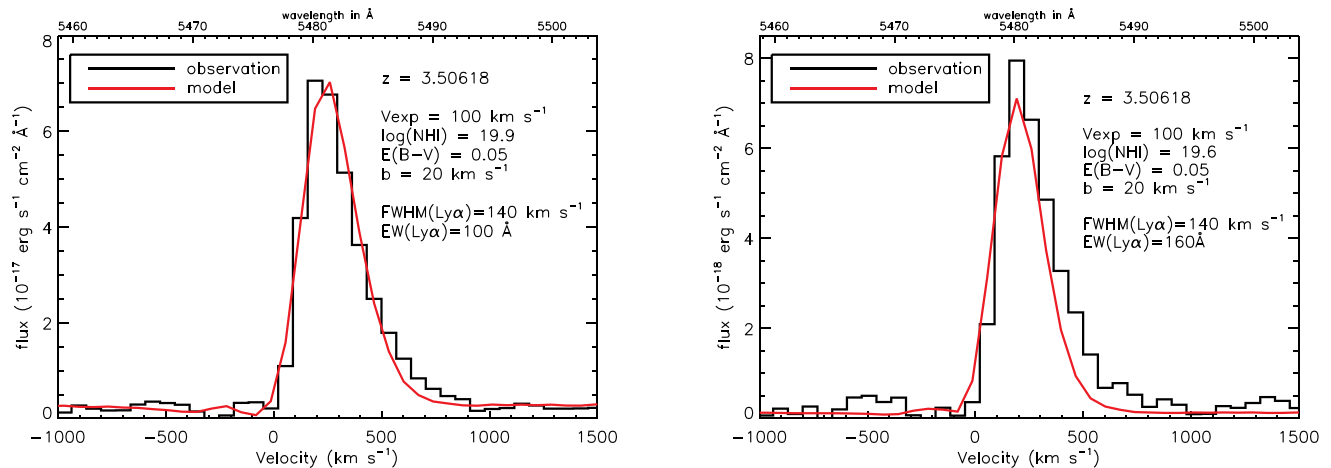 wavelength in Å
5460 5470 5480 5490 5500
8
observation
model
z = 3.50618
Vexp = 100 km s⁻¹
log(NHI) = 19.9
E(B−V) = 0.05
b = 20 km s⁻¹
FWHM(Lyα)=140 km s⁻¹
EW(Lyα)=100 Å
6
4
2
0
flux (10⁻¹⁷ erg s⁻¹ cm⁻² Å⁻¹)
−1000 −500 0 500 1000 1500
Velocity (km s⁻¹)
wavelength in Å
5460 5470 5480 5490 5500
8
observation
model
z = 3.50618
Vexp = 100 km s⁻¹
log(NHI) = 19.6
E(B−V) = 0.05
b = 20 km s⁻¹
FWHM(Lyα)=140 km s⁻¹
EW(Lyα)=160Å
6
4
2
0
flux (10⁻¹⁸ erg s⁻¹ cm⁻² Å⁻¹)
−1000 −500 0 500 1000 1500
Velocity (km s⁻¹)